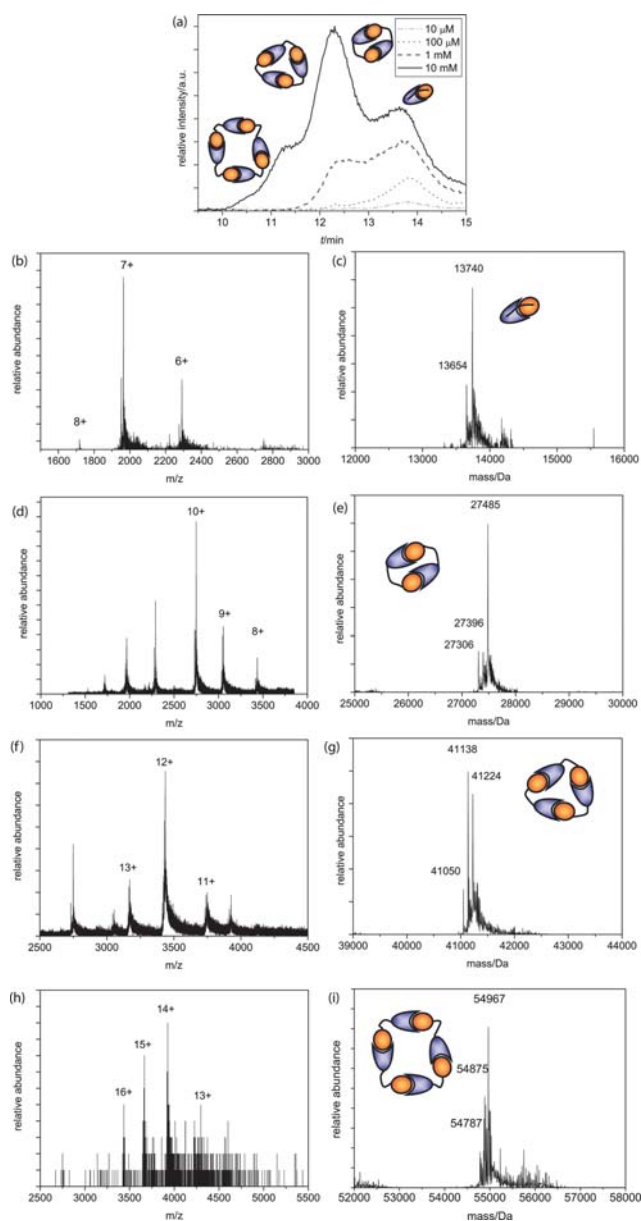 (a)
10 μM
100 μM
1 mM
10 mM
relative intensity/a.u.
10 11 12 13 14 15
t/min
(b)
7+
6+
8+
relative abundance
1600 1800 2000 2200 2400 2600 2800 3000
m/z
(c)
13740
13654
relative abundance
12000 13000 14000 15000 16000
mass/Da
(d)
10+
9+
8+
relative abundance
1000 1500 2000 2500 3000 3500 4000
m/z
(e)
27485
27396
27306
relative abundance
25000 26000 27000 28000 29000 30000
mass/Da
(f)
12+
13+
11+
relative abundance
2500 3000 3500 4000 4500
m/z
(g)
41138
41224
41050
relative abundance
39000 40000 41000 42000 43000 44000
mass/Da
(h)
14+
15+
16+
13+
relative abundance
2500 3000 3500 4000 4500 5000 5500
m/z
(i)
54967
54875
54787
relative abundance
52000 53000 54000 55000 56000 57000 58000
mass/Da